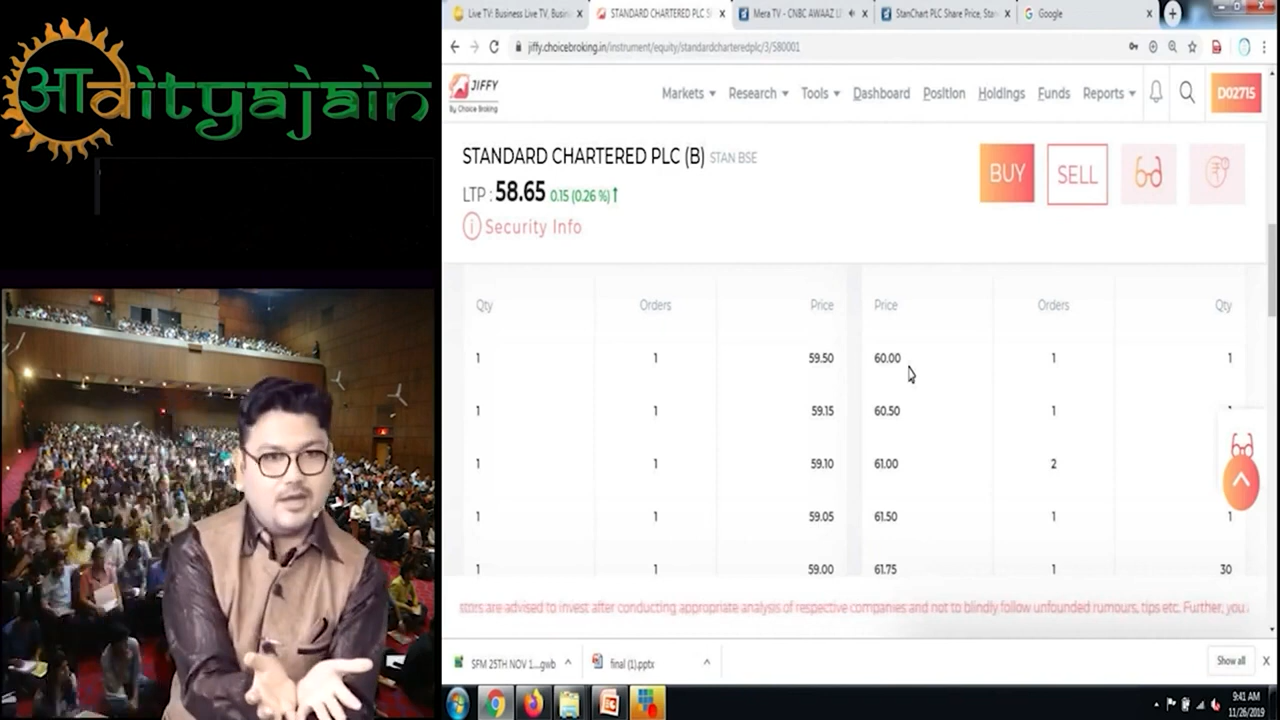 आdityajain
Live TV: Business Live TV, Busin
STANDARD CHARTERED PLC S
Mera TV - CNBC AWAAZ LI
StanChart PLC Share Price, Stan
Google
jiffy.choicebroking.in/instrument/equity/standardcharteredplc/3/580001
JIFFY
By Choice Broking
Markets Research Tools Dashboard Position Holdings Funds Reports D02715
STANDARD CHARTERED PLC (B) STAN BSE
BUY SELL
LTP : 58.65 0.15 (0.26 %)↑
Security Info
Qty Orders Price Price Orders Qty
1 1 59.50 60.00 1 1
1 1 59.15 60.50 1
1 1 59.10 61.00 2
1 1 59.05 61.50 1 1
1 1 59.00 61.75 1 30
stors are advised to invest after conducting appropriate analysis of respective companies and not to blindly follow unfounded rumours, tips etc. Further, you
SFM 25TH NOV 1....gwb
final (1).pptx
Show all
9:41 AM
11/26/2019